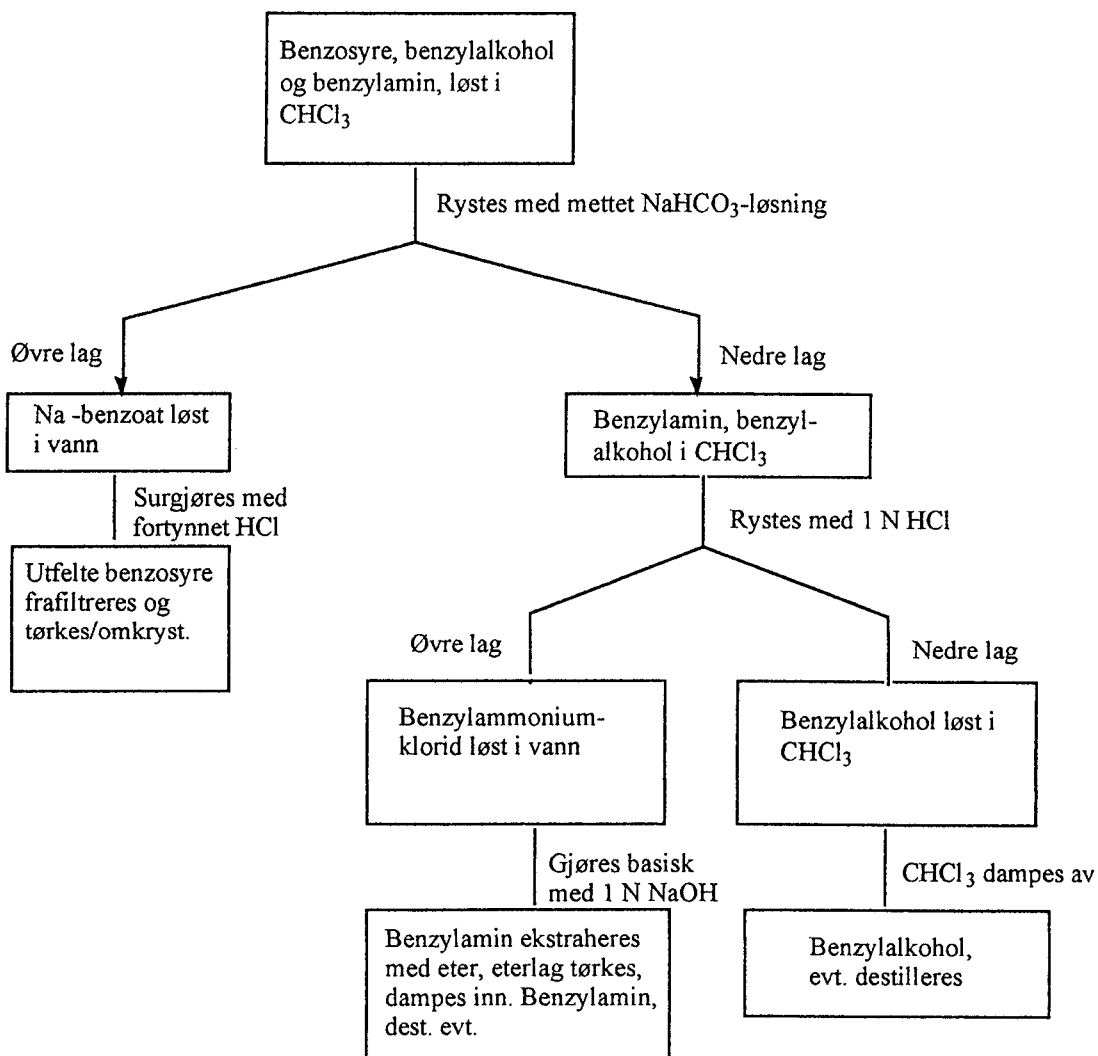 Benzosyre, benzylalkohol
og benzylamin, løst i
CHCl₃
Rystes med mettet NaHCO₃-løsning
Øvre lag
Nedre lag
Na -benzoat løst
i vann
Benzylamin, benzyl-
alkohol i CHCl₃
Surgjøres med
fortynnet HCl
Rystes med 1 N HCl
Utfelte benzosyre
frafiltreres og
tørkes/omkryst.
Øvre lag
Nedre lag
Benzylammonium-
klorid løst i vann
Benzylalkohol løst i
CHCl₃
Gjøres basisk
med 1 N NaOH
CHCl₃ dampes av
Benzylamin ekstraheres
med eter, eterlag tørkes,
dampes inn. Benzylamin,
dest. evt.
Benzylalkohol,
evt. destilleres